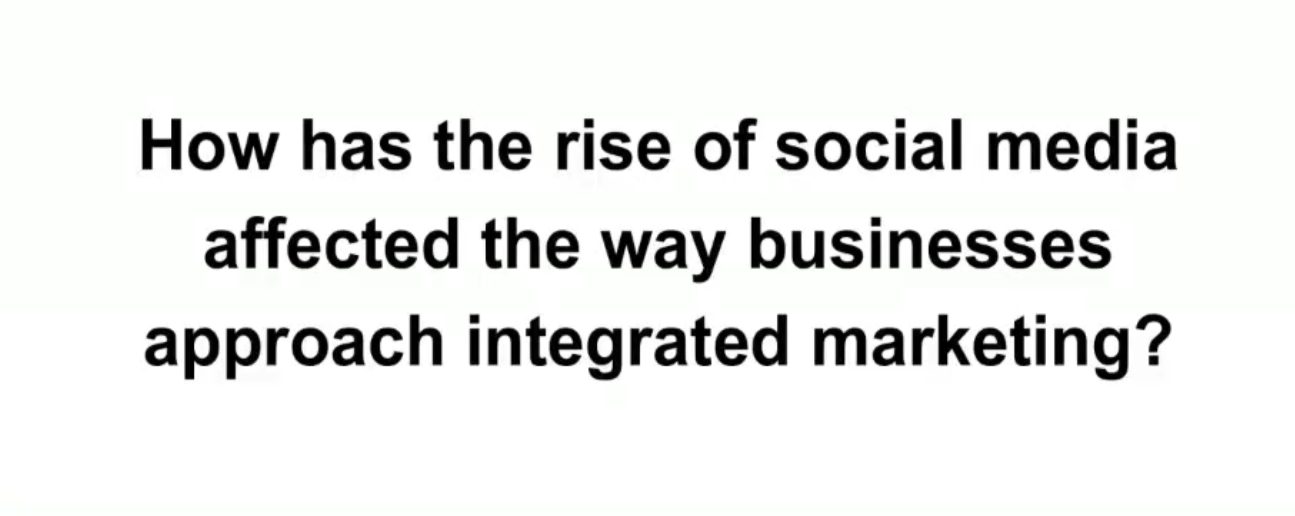 How has the rise of social media
affected the way businesses
approach integrated marketing?